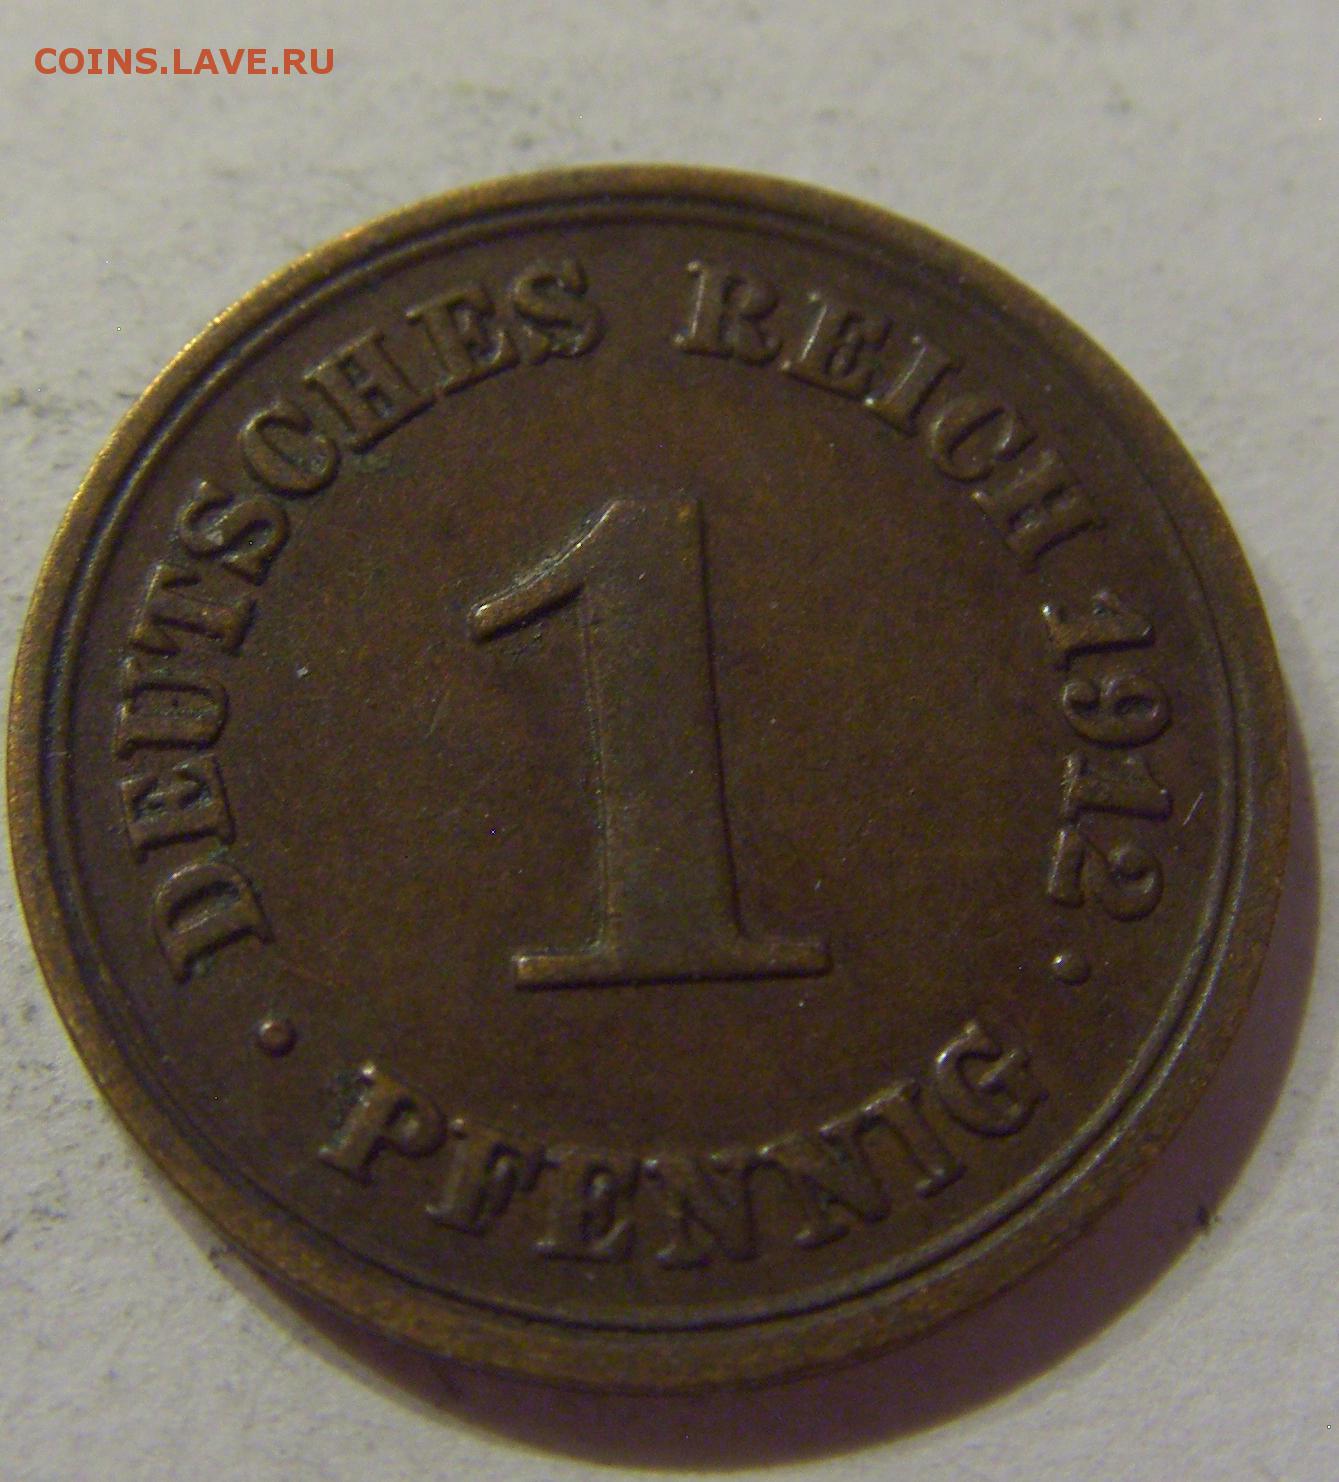 COINS.LAVE.RU
DEUTSCHES REICH 1912
1
PFENNIG